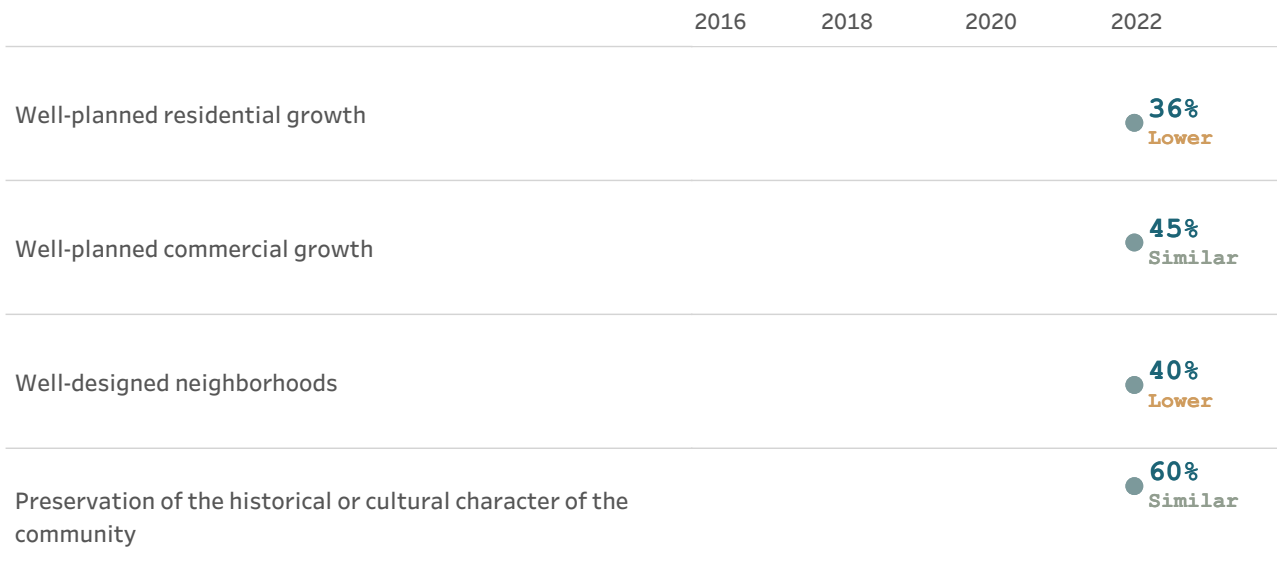 2016 2018 2020 2022
Well-planned residential growth
36%
Lower
Well-planned commercial growth
45%
Similar
Well-designed neighborhoods
40%
Lower
Preservation of the historical or cultural character of the
community
60%
Similar